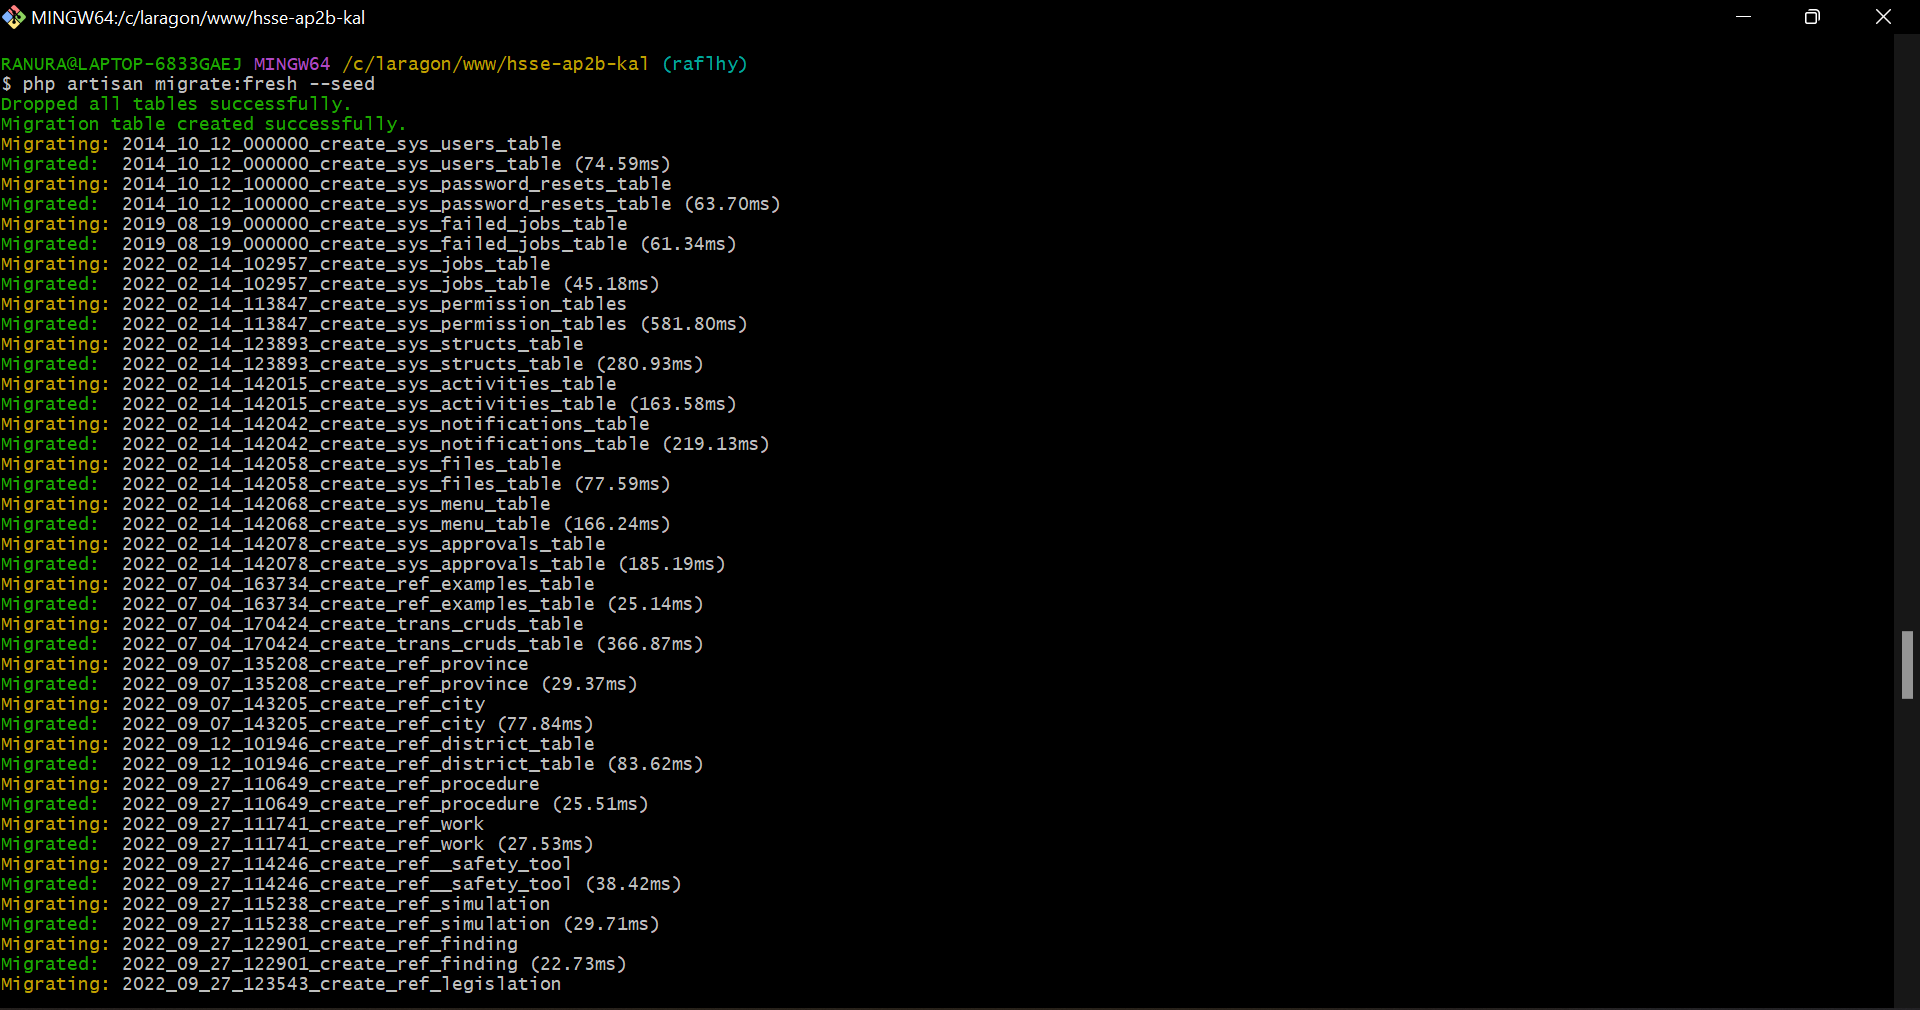 MINGW64:/c/laragon/www/hsse-ap2b-kal
RANURA@LAPTOP-6833GAEJ MINGW64 /c/laragon/www/hsse-ap2b-kal (raflhy)
$ php artisan migrate:fresh --seed
Dropped all tables successfully.
Migration table created successfully.
Migrating: 2014_10_12_000000_create_sys_users_table
Migrated:  2014_10_12_000000_create_sys_users_table (74.59ms)
Migrating: 2014_10_12_100000_create_sys_password_resets_table
Migrated:  2014_10_12_100000_create_sys_password_resets_table (63.70ms)
Migrating: 2019_08_19_000000_create_sys_failed_jobs_table
Migrated:  2019_08_19_000000_create_sys_failed_jobs_table (61.34ms)
Migrating: 2022_02_14_102957_create_sys_jobs_table
Migrated:  2022_02_14_102957_create_sys_jobs_table (45.18ms)
Migrating: 2022_02_14_113847_create_sys_permission_tables
Migrated:  2022_02_14_113847_create_sys_permission_tables (581.80ms)
Migrating: 2022_02_14_123893_create_sys_structs_table
Migrated:  2022_02_14_123893_create_sys_structs_table (280.93ms)
Migrating: 2022_02_14_142015_create_sys_activities_table
Migrated:  2022_02_14_142015_create_sys_activities_table (163.58ms)
Migrating: 2022_02_14_142042_create_sys_notifications_table
Migrated:  2022_02_14_142042_create_sys_notifications_table (219.13ms)
Migrating: 2022_02_14_142058_create_sys_files_table
Migrated:  2022_02_14_142058_create_sys_files_table (77.59ms)
Migrating: 2022_02_14_142068_create_sys_menu_table
Migrated:  2022_02_14_142068_create_sys_menu_table (166.24ms)
Migrating: 2022_02_14_142078_create_sys_approvals_table
Migrated:  2022_02_14_142078_create_sys_approvals_table (185.19ms)
Migrating: 2022_07_04_163734_create_ref_examples_table
Migrated:  2022_07_04_163734_create_ref_examples_table (25.14ms)
Migrating: 2022_07_04_170424_create_trans_cruds_table
Migrated:  2022_07_04_170424_create_trans_cruds_table (366.87ms)
Migrating: 2022_09_07_135208_create_ref_province
Migrated:  2022_09_07_135208_create_ref_province (29.37ms)
Migrating: 2022_09_07_143205_create_ref_city
Migrated:  2022_09_07_143205_create_ref_city (77.84ms)
Migrating: 2022_09_12_101946_create_ref_district_table
Migrated:  2022_09_12_101946_create_ref_district_table (83.62ms)
Migrating: 2022_09_27_110649_create_ref_procedure
Migrated:  2022_09_27_110649_create_ref_procedure (25.51ms)
Migrating: 2022_09_27_111741_create_ref_work
Migrated:  2022_09_27_111741_create_ref_work (27.53ms)
Migrating: 2022_09_27_114246_create_ref__safety_tool
Migrated:  2022_09_27_114246_create_ref__safety_tool (38.42ms)
Migrating: 2022_09_27_115238_create_ref_simulation
Migrated:  2022_09_27_115238_create_ref_simulation (29.71ms)
Migrating: 2022_09_27_122901_create_ref_finding
Migrated:  2022_09_27_122901_create_ref_finding (22.73ms)
Migrating: 2022_09_27_123543_create_ref_legislation